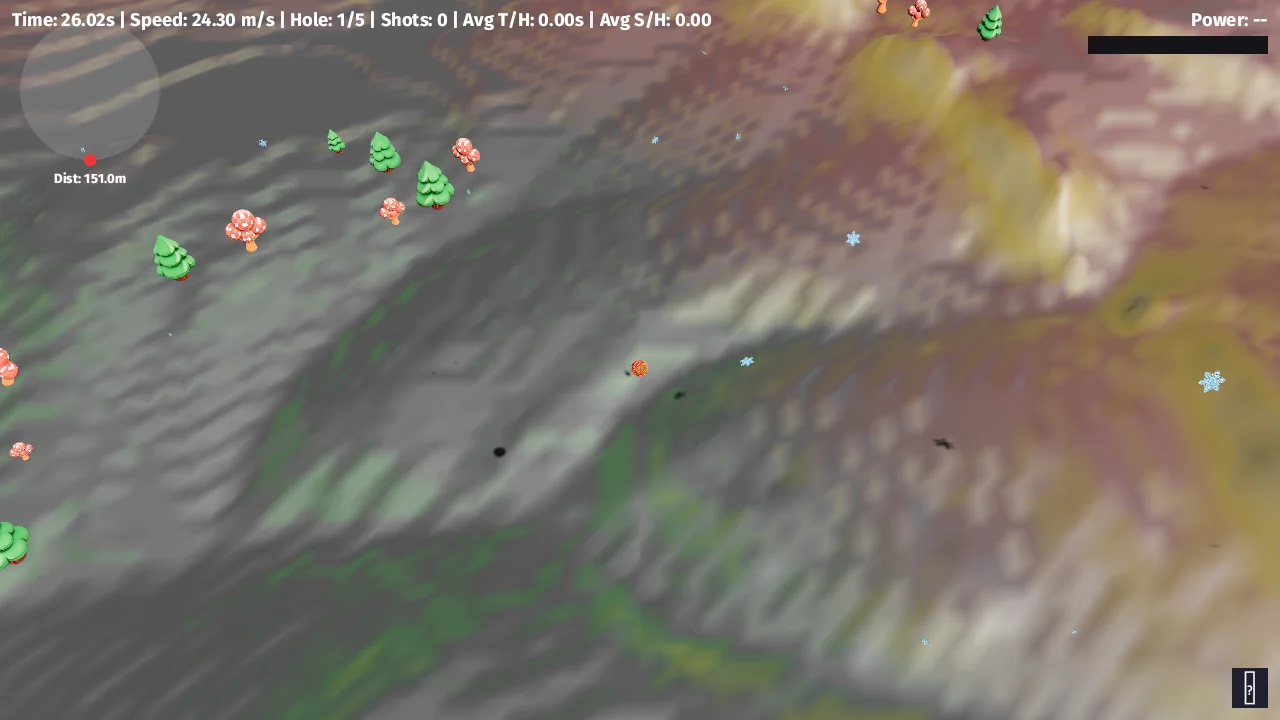 Time: 26.02s | Speed: 24.30 m/s | Hole: 1/5 | Shots: 0 | Avg T/H: 0.00s | Avg S/H: 0.00
Power: --
Dist: 151.0m
?